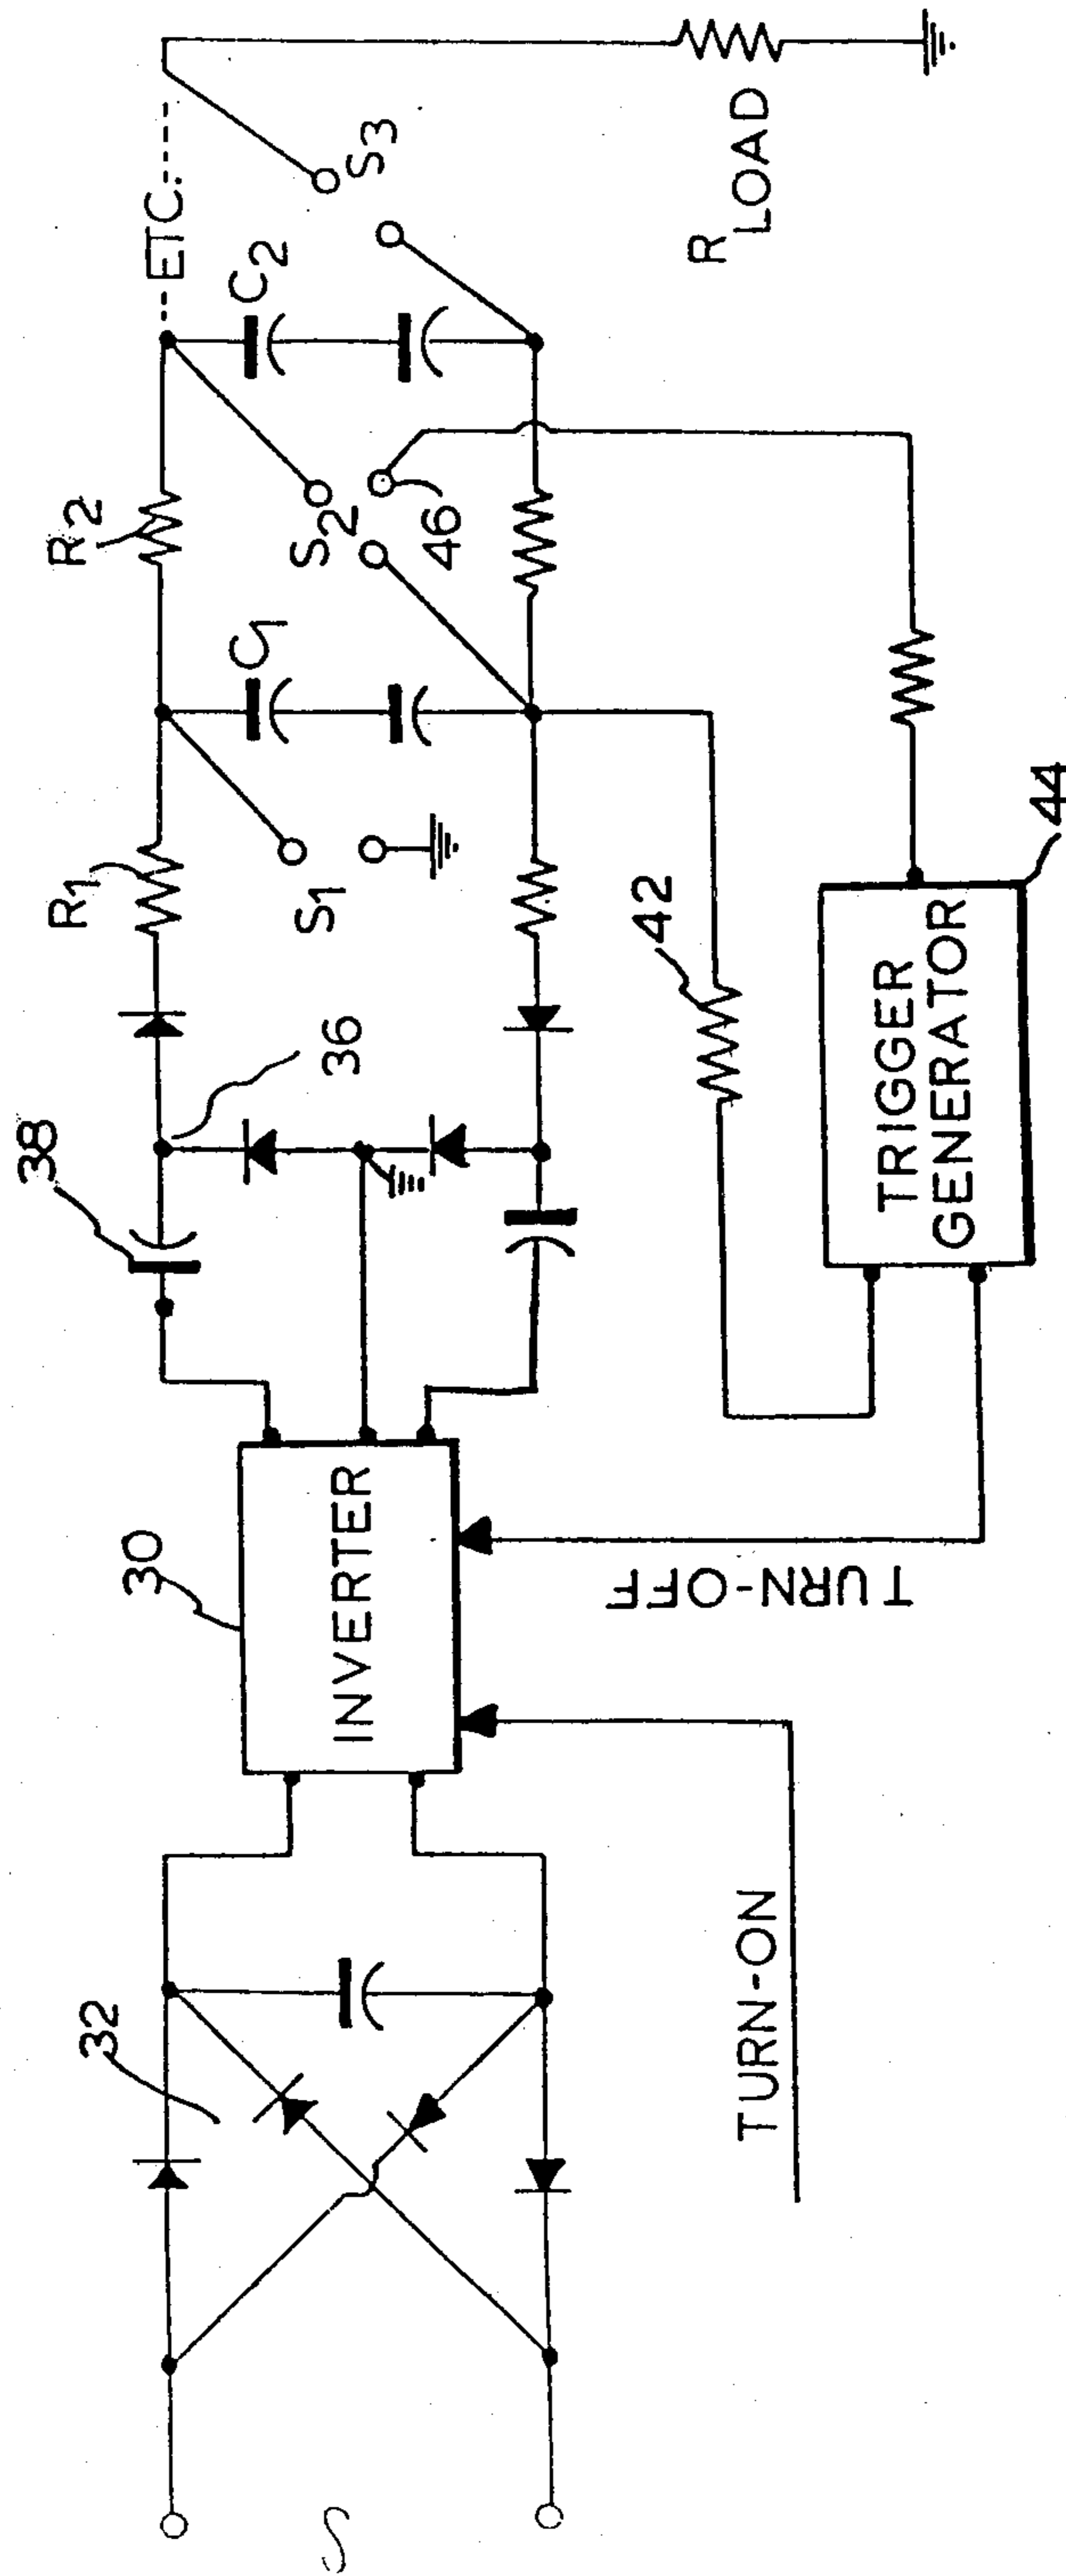 S
32
TURN-ON
30
INVERTER
TURN-OFF
38
36
R1
S1
C1
R2
S2
46
C2
ETC.
S3
RLOAD
42
TRIGGER
GENERATOR
44